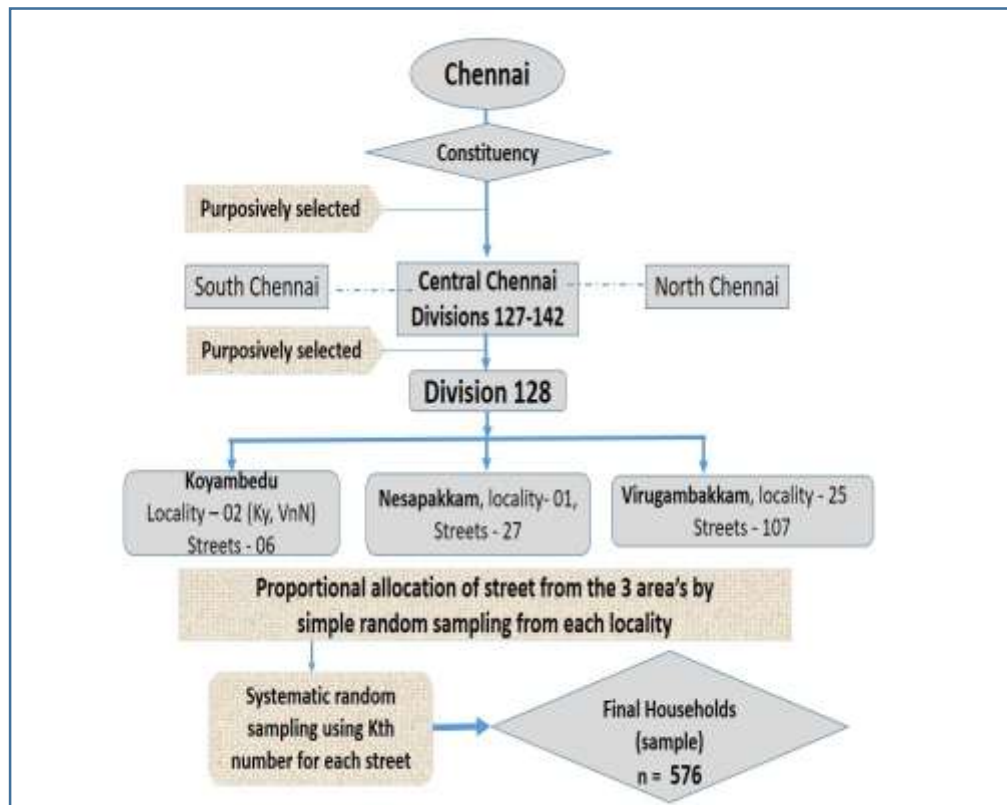 Chennai
Constituency
Purposively selected
South Chennai
Central Chennai
Divisions 127-142
North Chennai
Purposively selected
Division 128
Koyambedu
Locality – 02 (Ky, VnN)
Streets - 06
Nesapakkam, locality- 01,
Streets - 27
Virugambakkam, locality - 25
Streets - 107
Proportional allocation of street from the 3 area's by
simple random sampling from each locality
Systematic random
sampling using Kth
number for each street
Final Households
(sample)
n = 576